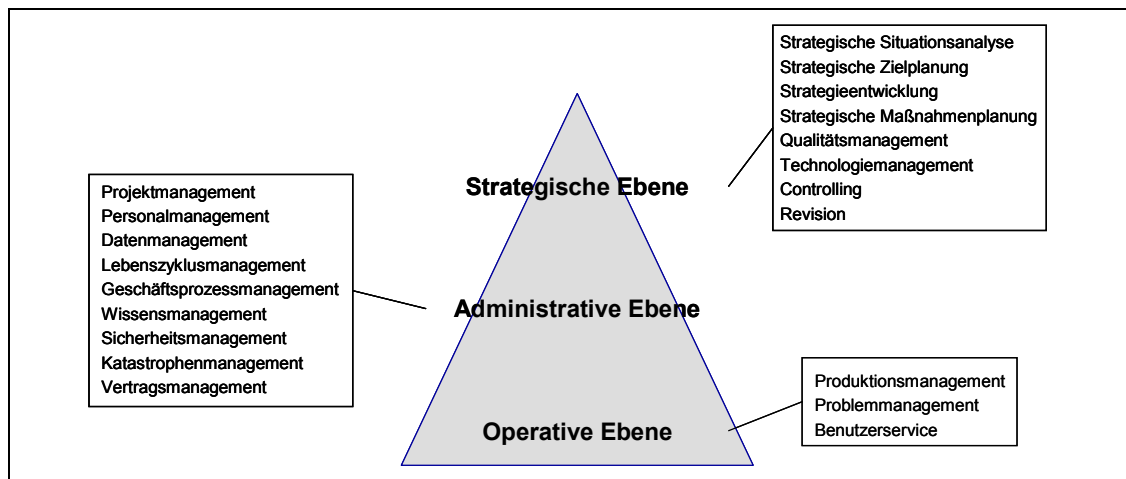 Strategische Situationsanalyse
Strategische Zielplanung
Strategieentwicklung
Strategische Maßnahmenplanung
Qualitätsmanagement
Technologiemanagement
Controlling
Revision
Strategische Ebene
Projektmanagement
Personalmanagement
Datenmanagement
Lebenszyklusmanagement
Geschäftsprozessmanagement
Wissensmanagement
Sicherheitsmanagement
Katastrophenmanagement
Vertragsmanagement
Administrative Ebene
Produktionsmanagement
Problemmanagement
Benutzerservice
Operative Ebene